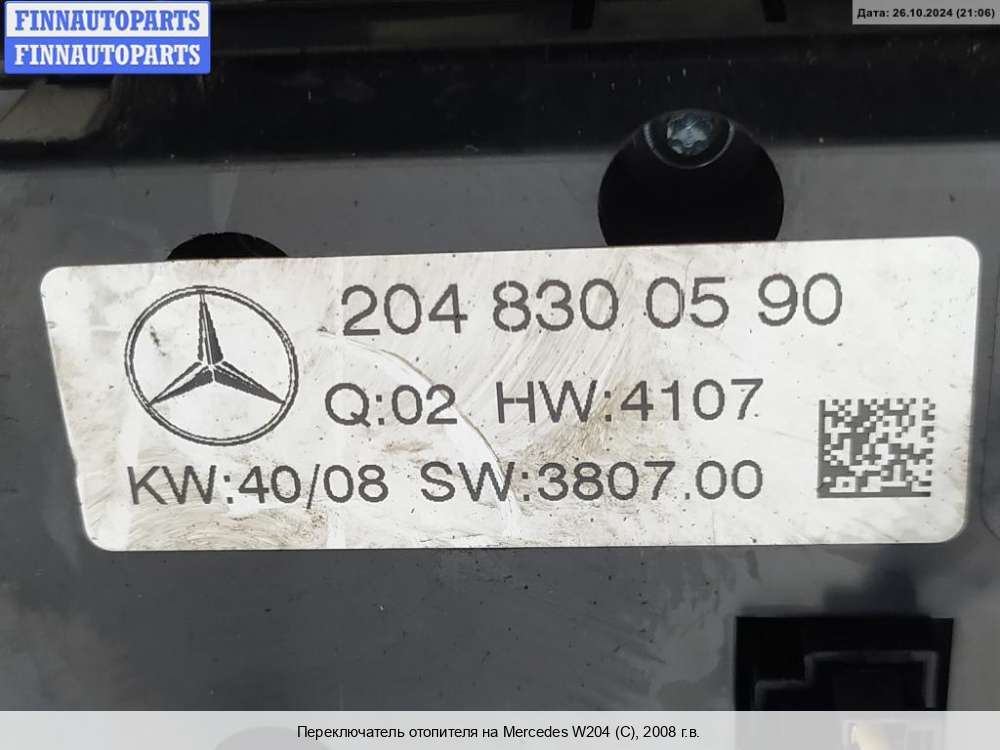 FINNAUTOPARTS
FINNAUTOPARTS
Дата: 26.10.2024 (21:06)
204 830 05 90
Q:02 HW:4107
KW:40/08 SW:3807.00
Переключатель отопителя на Mercedes W204 (C), 2008 г.в.